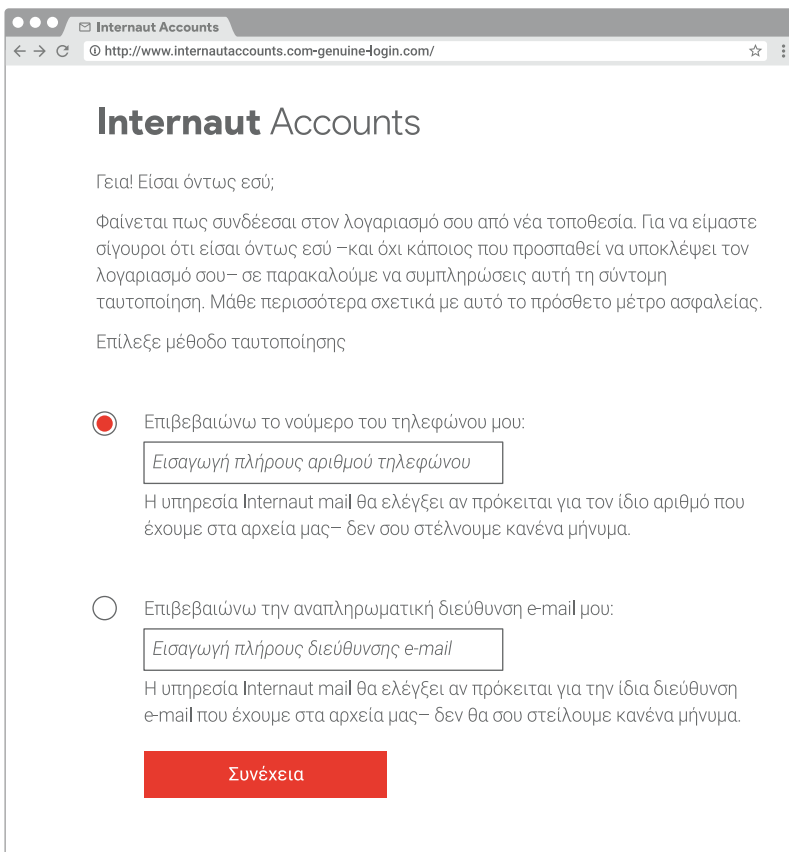 Internaut Accounts
http://www.internautaccounts.com-genuine-login.com/
Internaut Accounts
Γεια! Είσαι όντως εσύ;
Φαίνεται πως συνδέεσαι στον λογαριασμό σου από νέα τοποθεσία. Για να είμαστε
σίγουροι ότι είσαι όντως εσύ –και όχι κάποιος που προσπαθεί να υποκλέψει τον
λογαριασμό σου– σε παρακαλούμε να συμπληρώσεις αυτή τη σύντομη
ταυτοποίηση. Μάθε περισσότερα σχετικά με αυτό το πρόσθετο μέτρο ασφαλείας.
Επίλεξε μέθοδο ταυτοποίησης
Επιβεβαιώνω το νούμερο του τηλεφώνου μου:
Εισαγωγή πλήρους αριθμού τηλεφώνου
Η υπηρεσία Internaut mail θα ελέγξει αν πρόκειται για τον ίδιο αριθμό που
έχουμε στα αρχεία μας– δεν σου στέλνουμε κανένα μήνυμα.
Επιβεβαιώνω την αναπληρωματική διεύθυνση e-mail μου:
Εισαγωγή πλήρους διεύθυνσης e-mail
Η υπηρεσία Internaut mail θα ελέγξει αν πρόκειται για την ίδια διεύθυνση
e-mail που έχουμε στα αρχεία μας– δεν θα σου στείλουμε κανένα μήνυμα.
Συνέχεια